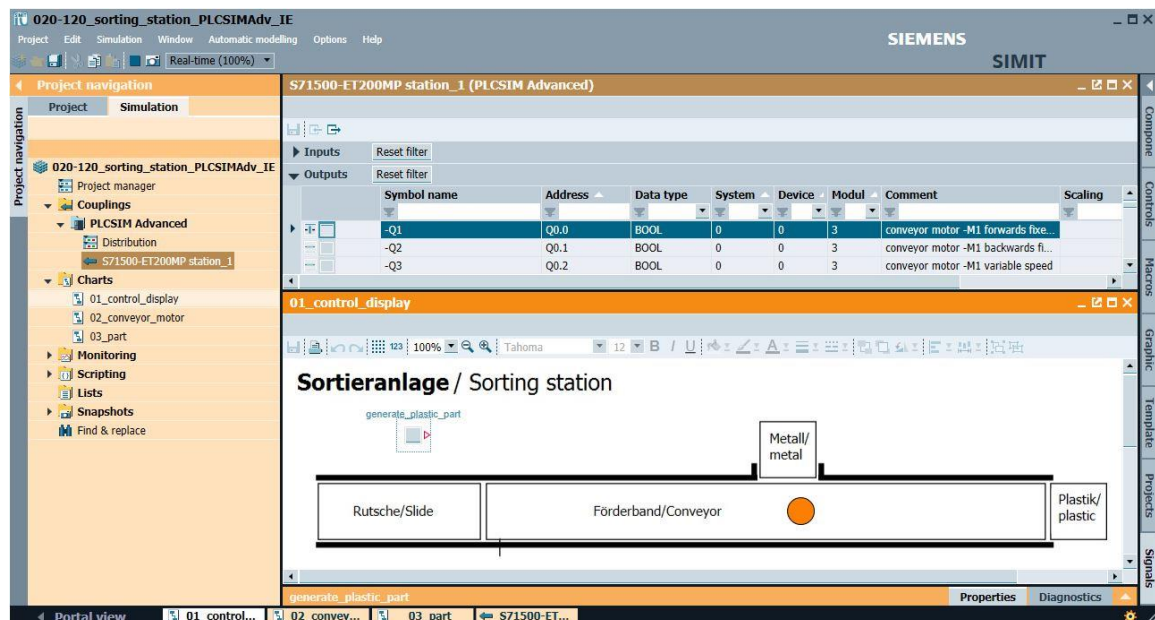 020-120_sorting_station_PLCSIMAdv_IE
Project Edit Simulation Window Automatic modelling Options Help
SIEMENS
SIMIT
Real-time (100%)
Project navigation
Project navigation
Project Simulation
020-120_sorting_station_PLCSIMAdv_IE
Project manager
Couplings
PLCSIM Advanced
Distribution
S71500-ET200MP station_1
Charts
01_control_display
02_conveyor_motor
03_part
Monitoring
Scripting
Lists
Snapshots
Find & replace
S71500-ET200MP station_1 (PLCSIM Advanced)
Inputs Reset filter
Outputs Reset filter
Symbol name Address Data type System Device Modul Comment Scaling
-Q1 Q0.0 BOOL 0 0 3 conveyor motor -M1 forwards fixe...
-Q2 Q0.1 BOOL 0 0 3 conveyor motor -M1 backwards fi...
-Q3 Q0.2 BOOL 0 0 3 conveyor motor -M1 variable speed
01_control_display
123 100% Tahoma 12 B I U A
Sortieranlage / Sorting station
generate_plastic_part
Metall/
metal
Rutsche/Slide
Förderband/Conveyor
Plastik/
plastic
generate_plastic_part
Properties Diagnostics
Compone
Controls
Macros
Graphic
Template
Projects
Signals
Portal view 01_control... 02_convey... 03_part S71500-ET...